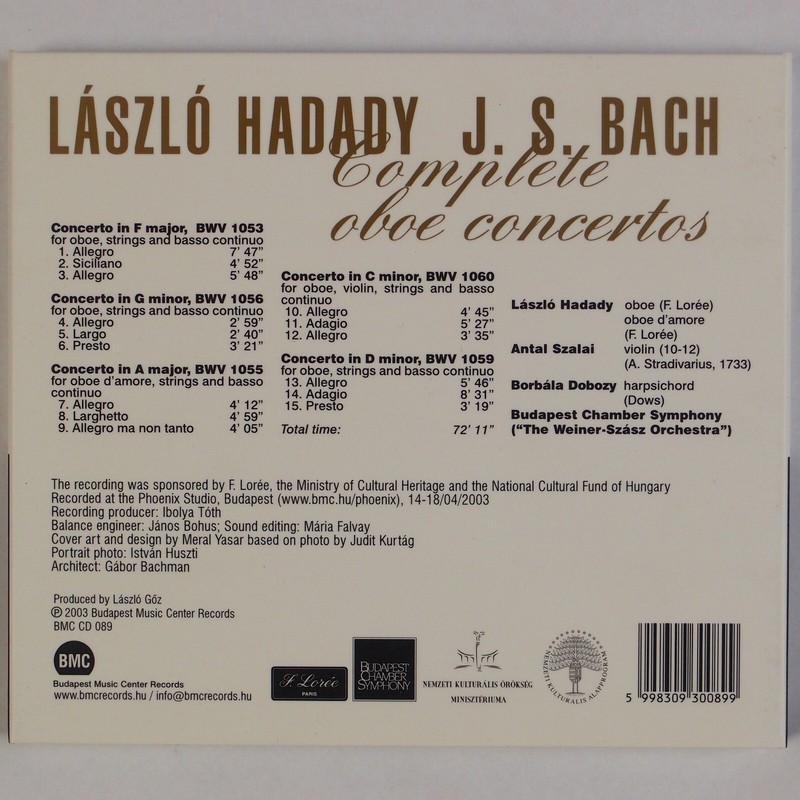 LÁSZLÓ HADADY J. S. BACH
Complete
oboe concertos
Concerto in F major, BWV 1053
for oboe, strings and basso continuo
1. Allegro 7' 47"
2. Siciliano 4' 52"
3. Allegro 5' 48"
Concerto in G minor, BWV 1056
for oboe, strings and basso continuo
4. Allegro 2' 59"
5. Largo 2' 40"
6. Presto 3' 21"
Concerto in A major, BWV 1055
for oboe d'amore, strings and basso
continuo
7. Allegro 4' 12"
8. Larghetto 4' 59"
9. Allegro ma non tanto 4' 05"
Concerto in C minor, BWV 1060
for oboe, violin, strings and basso
continuo
10. Allegro 4' 45"
11. Adagio 5' 27"
12. Allegro 3' 35"
Concerto in D minor, BWV 1059
for oboe, strings and basso continuo
13. Allegro 5' 46"
14. Adagio 8' 31"
15. Presto 3' 19"
Total time: 72' 11"
László Hadady oboe (F. Lorée)
oboe d'amore
(F. Lorée)
Antal Szalai violin (10-12)
(A. Stradivarius, 1733)
Borbála Dobozy harpsichord
(Dows)
Budapest Chamber Symphony
("The Weiner-Szász Orchestra")
The recording was sponsored by F. Lorée, the Ministry of Cultural Heritage and the National Cultural Fund of Hungary
Recorded at the Phoenix Studio, Budapest (www.bmc.hu/phoenix), 14-18/04/2003
Recording producer: Ibolya Tóth
Balance engineer: János Bohus; Sound editing: Mária Falvay
Cover art and design by Meral Yasar based on photo by Judit Kurtág
Portrait photo: István Huszti
Architect: Gábor Bachman
Produced by László Gőz
℗ 2003 Budapest Music Center Records
BMC CD 089
BMC
Budapest Music Center Records
www.bmcrecords.hu / info@bmcrecords.hu
F. Lorée
PARIS
BUDAPEST
CHAMBER
SYMPHONY
NEMZETI KULTURÁLIS ÖRÖKSÉG
MINISZTÉRIUMA
NEMZETI KULTURÁLIS ALAPPROGRAM
5 998309 300899